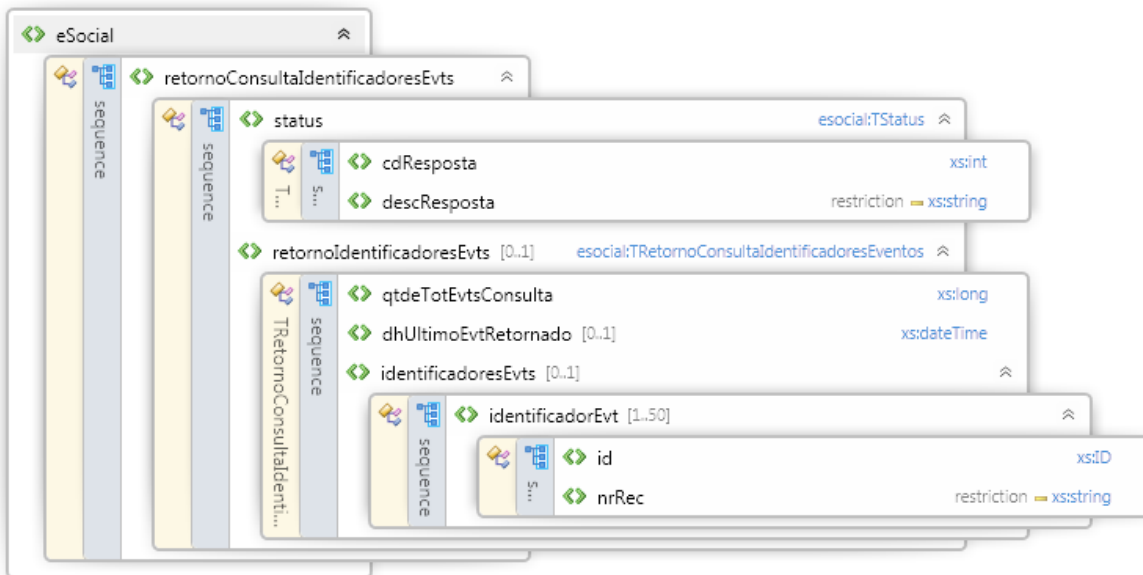 eSocial
retornoConsultaIdentificadoresEvts
sequence
status esocial:TStatus
sequence
cdResposta xs:int
T... s...
descResposta restriction xs:string
retornoIdentificadoresEvts [0..1] esocial:TRetornoConsultaIdentificadoresEventos
qtdeTotEvtsConsulta xs:long
TRetornoConsultaIdenti... sequence
dhUltimoEvtRetornado [0..1] xs:dateTime
identificadoresEvts [0..1]
identificadorEvt [1..50]
sequence
id xs:ID
s...
nrRec restriction xs:string